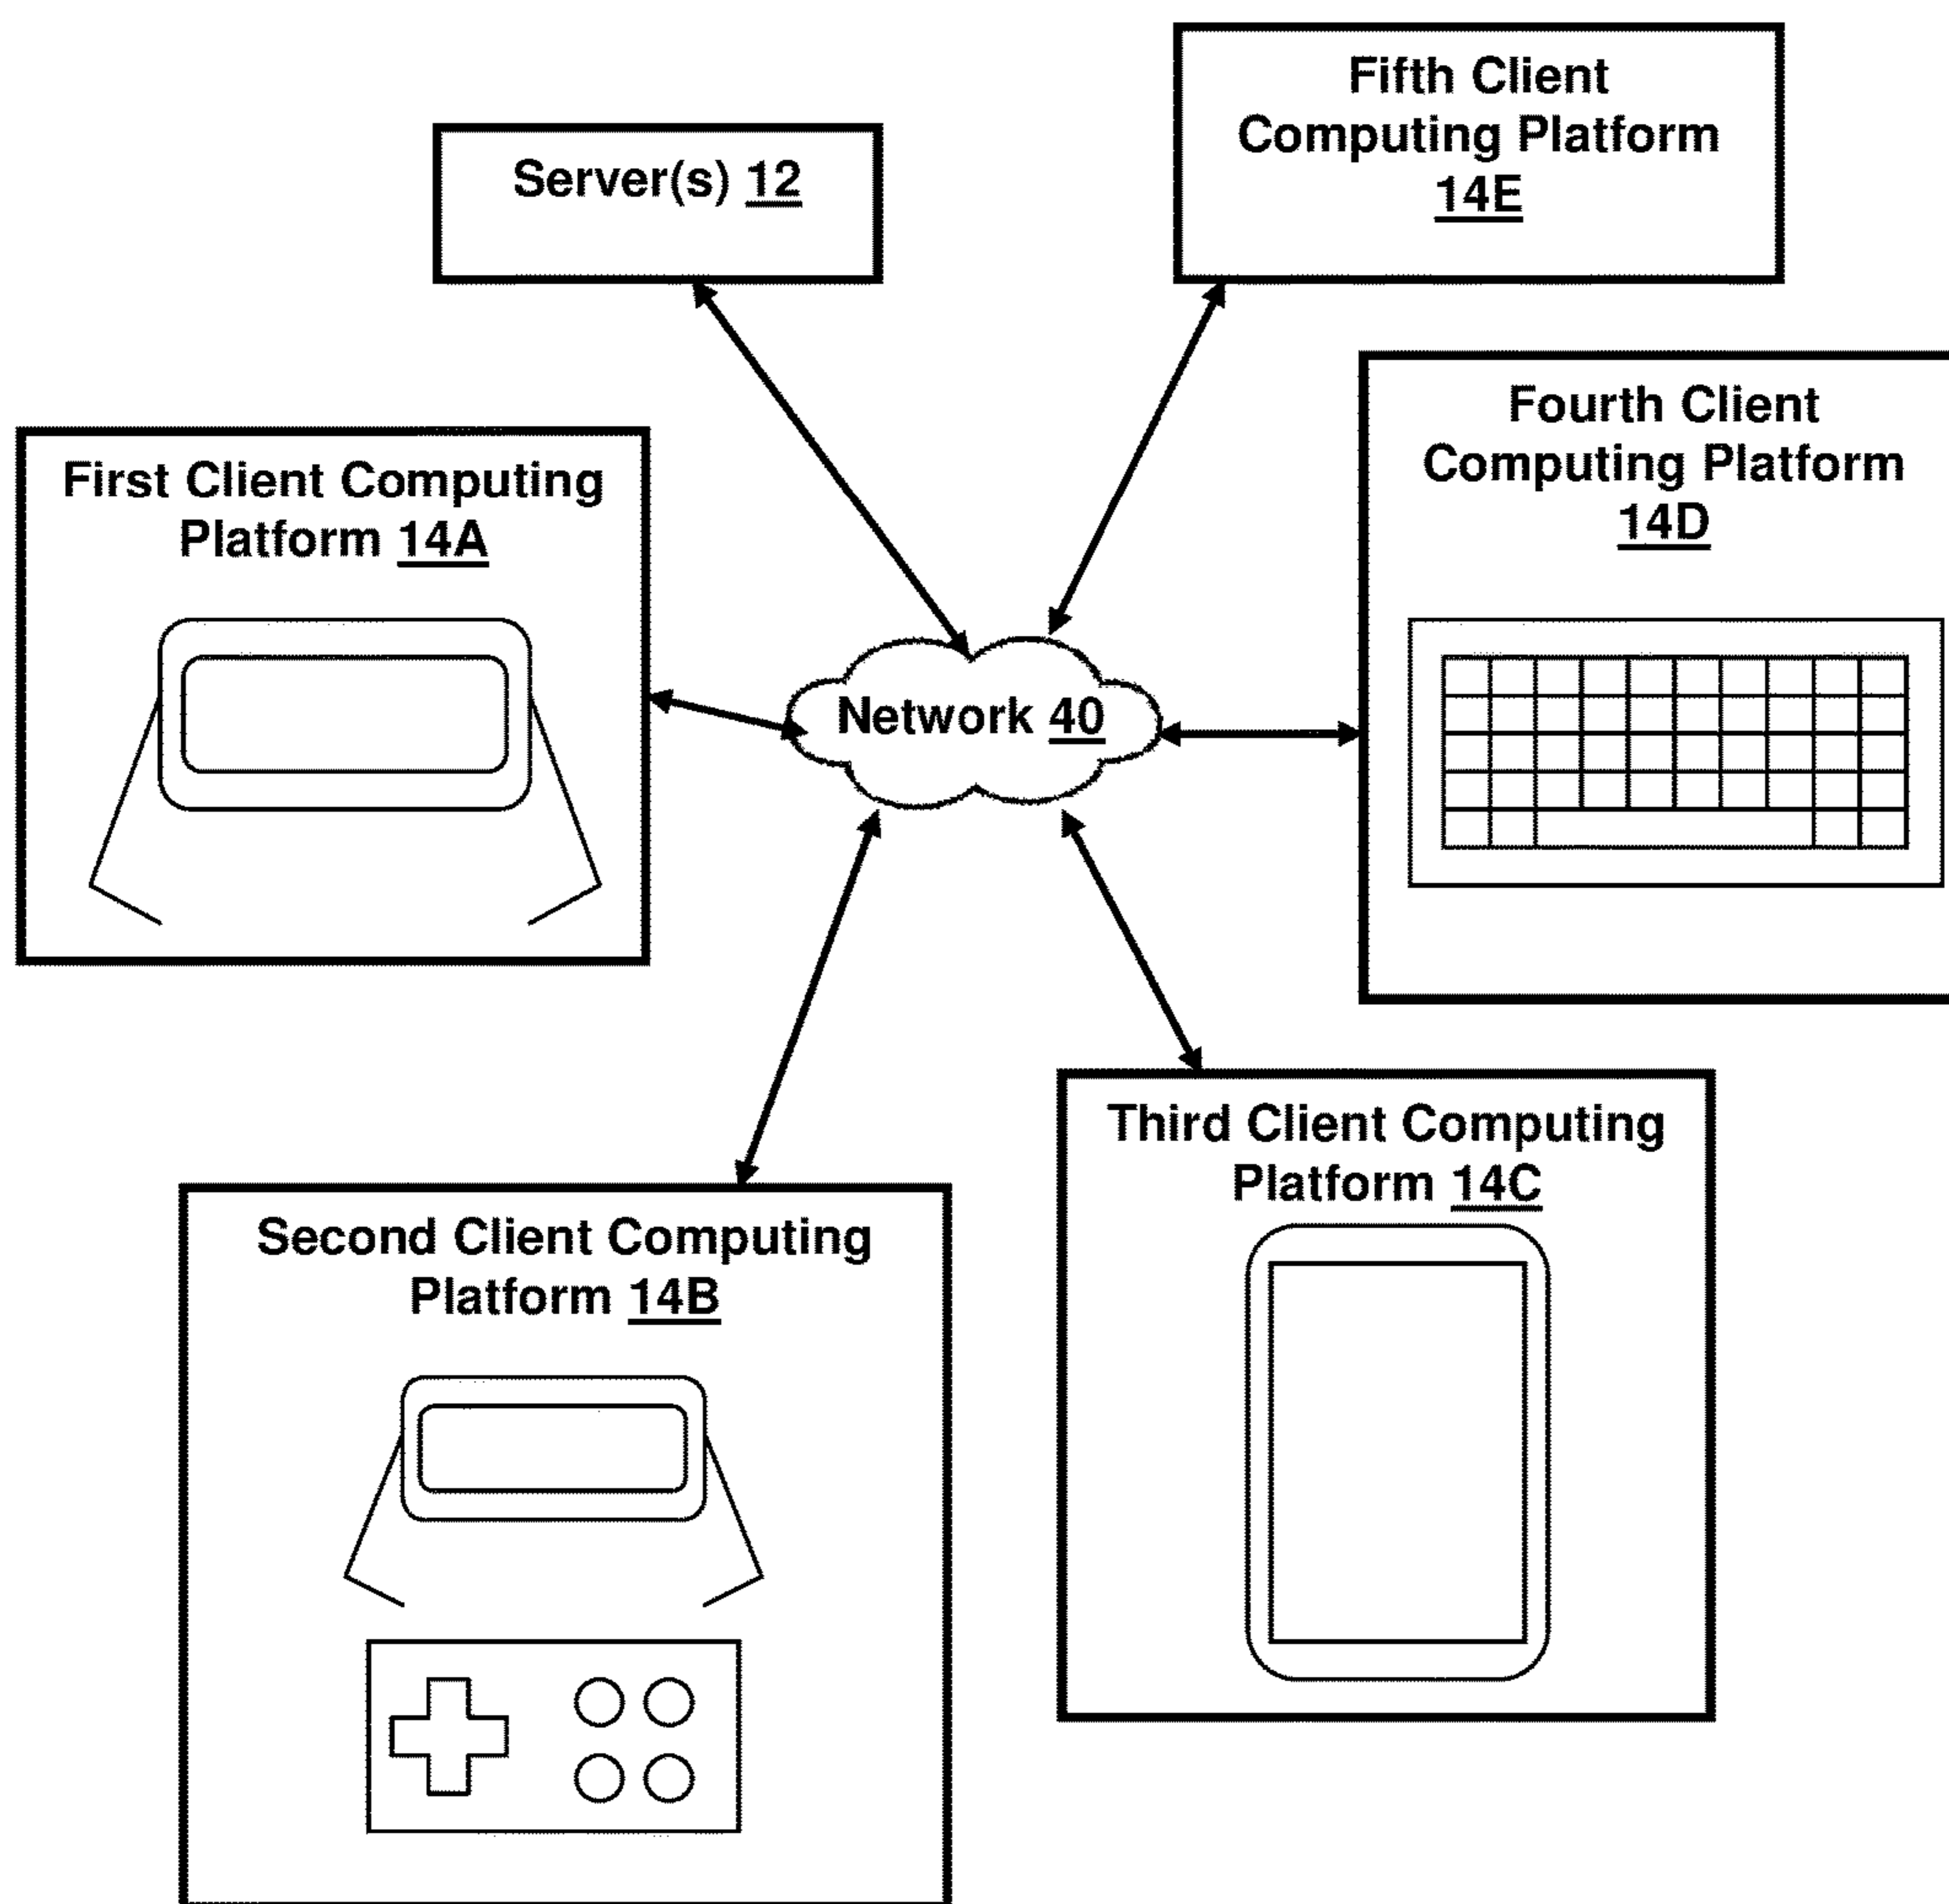 Fifth Client
Computing Platform
14E
Server(s) 12
Fourth Client
Computing Platform
14D
First Client Computing
Platform 14A
Network 40
Third Client Computing
Platform 14C
Second Client Computing
Platform 14B